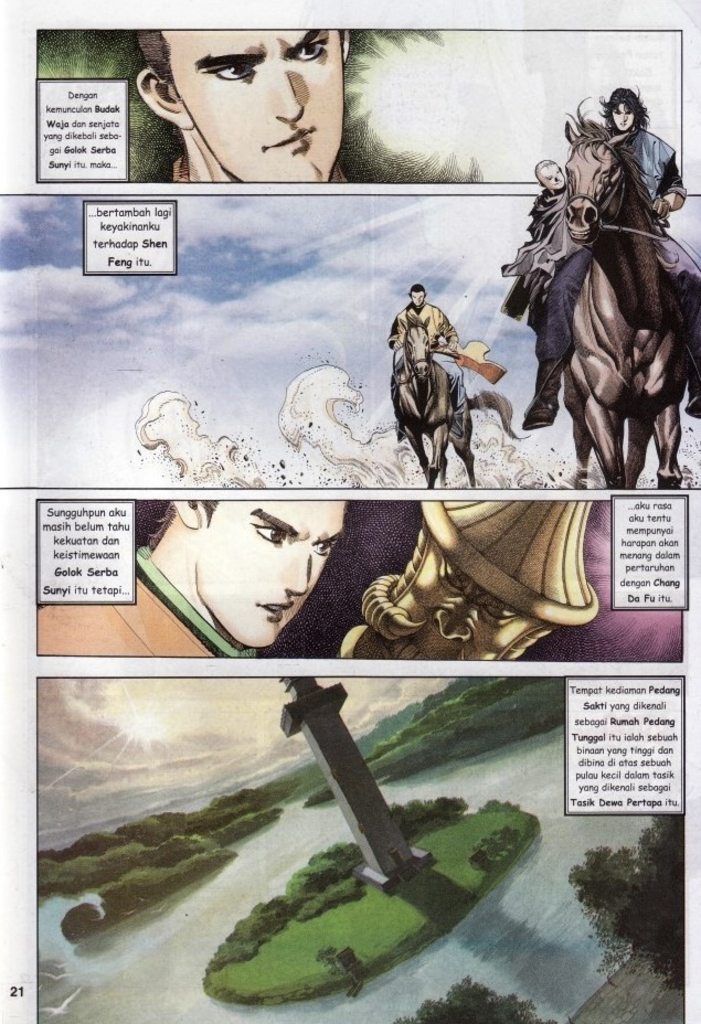 Dengan
kemunculan Budak
Waja dan senjata
yang dikebali seba-
gai Golok Serba
Sunyi itu. maka...
...bertambah lagi
keyakinanku
terhadap Shen
Feng itu.
Sungguhpun aku
masih belum tahu
kekuatan dan
keistimewaan
Golok Serba
Sunyi itu tetapi...
...aku rasa
aku tentu
mempunyai
harapan akan
menang dalam
pertaruhan
dengan Chang
Da Fu itu.
Tempat kediaman Pedang
Sakti yang dikenali
sebagai Rumah Pedang
Tunggal itu ialah sebuah
binaan yang tinggi dan
dibina di atas sebuah
pulau kecil dalam tasik
yang dikenali sebagai
Tasik Dewa Pertapa itu.
21